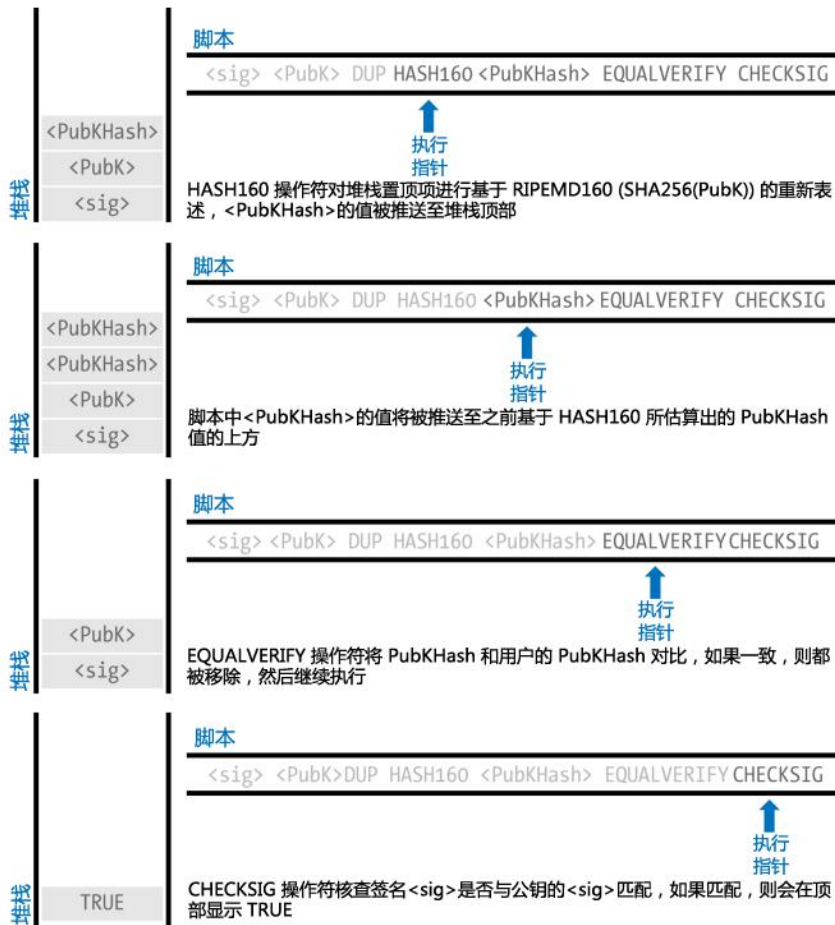 脚本
<sig> <PubK> DUP HASH160 <PubKHash> EQUALVERIFY CHECKSIG
<PubKHash>
<PubK>
<sig>
堆栈
执行
指针
HASH160 操作符对堆栈置顶项进行基于 RIPEMD160 (SHA256(PubK)) 的重新表
述，<PubKHash>的值被推送至堆栈顶部
脚本
<sig> <PubK> DUP HASH160 <PubKHash> EQUALVERIFY CHECKSIG
<PubKHash>
<PubKHash>
<PubK>
<sig>
堆栈
执行
指针
脚本中<PubKHash>的值将被推送至之前基于 HASH160 所估算出的 PubKHash
值的上方
脚本
<sig> <PubK> DUP HASH160 <PubKHash> EQUALVERIFY CHECKSIG
<PubK>
<sig>
堆栈
执行
指针
EQUALVERIFY 操作符将 PubKHash 和用户的 PubKHash 对比，如果一致，则都
被移除，然后继续执行
脚本
<sig> <PubK>DUP HASH160 <PubKHash> EQUALVERIFY CHECKSIG
TRUE
堆栈
执行
指针
CHECKSIG 操作符核查签名<sig>是否与公钥的<sig>匹配，如果匹配，则会在顶
部显示 TRUE